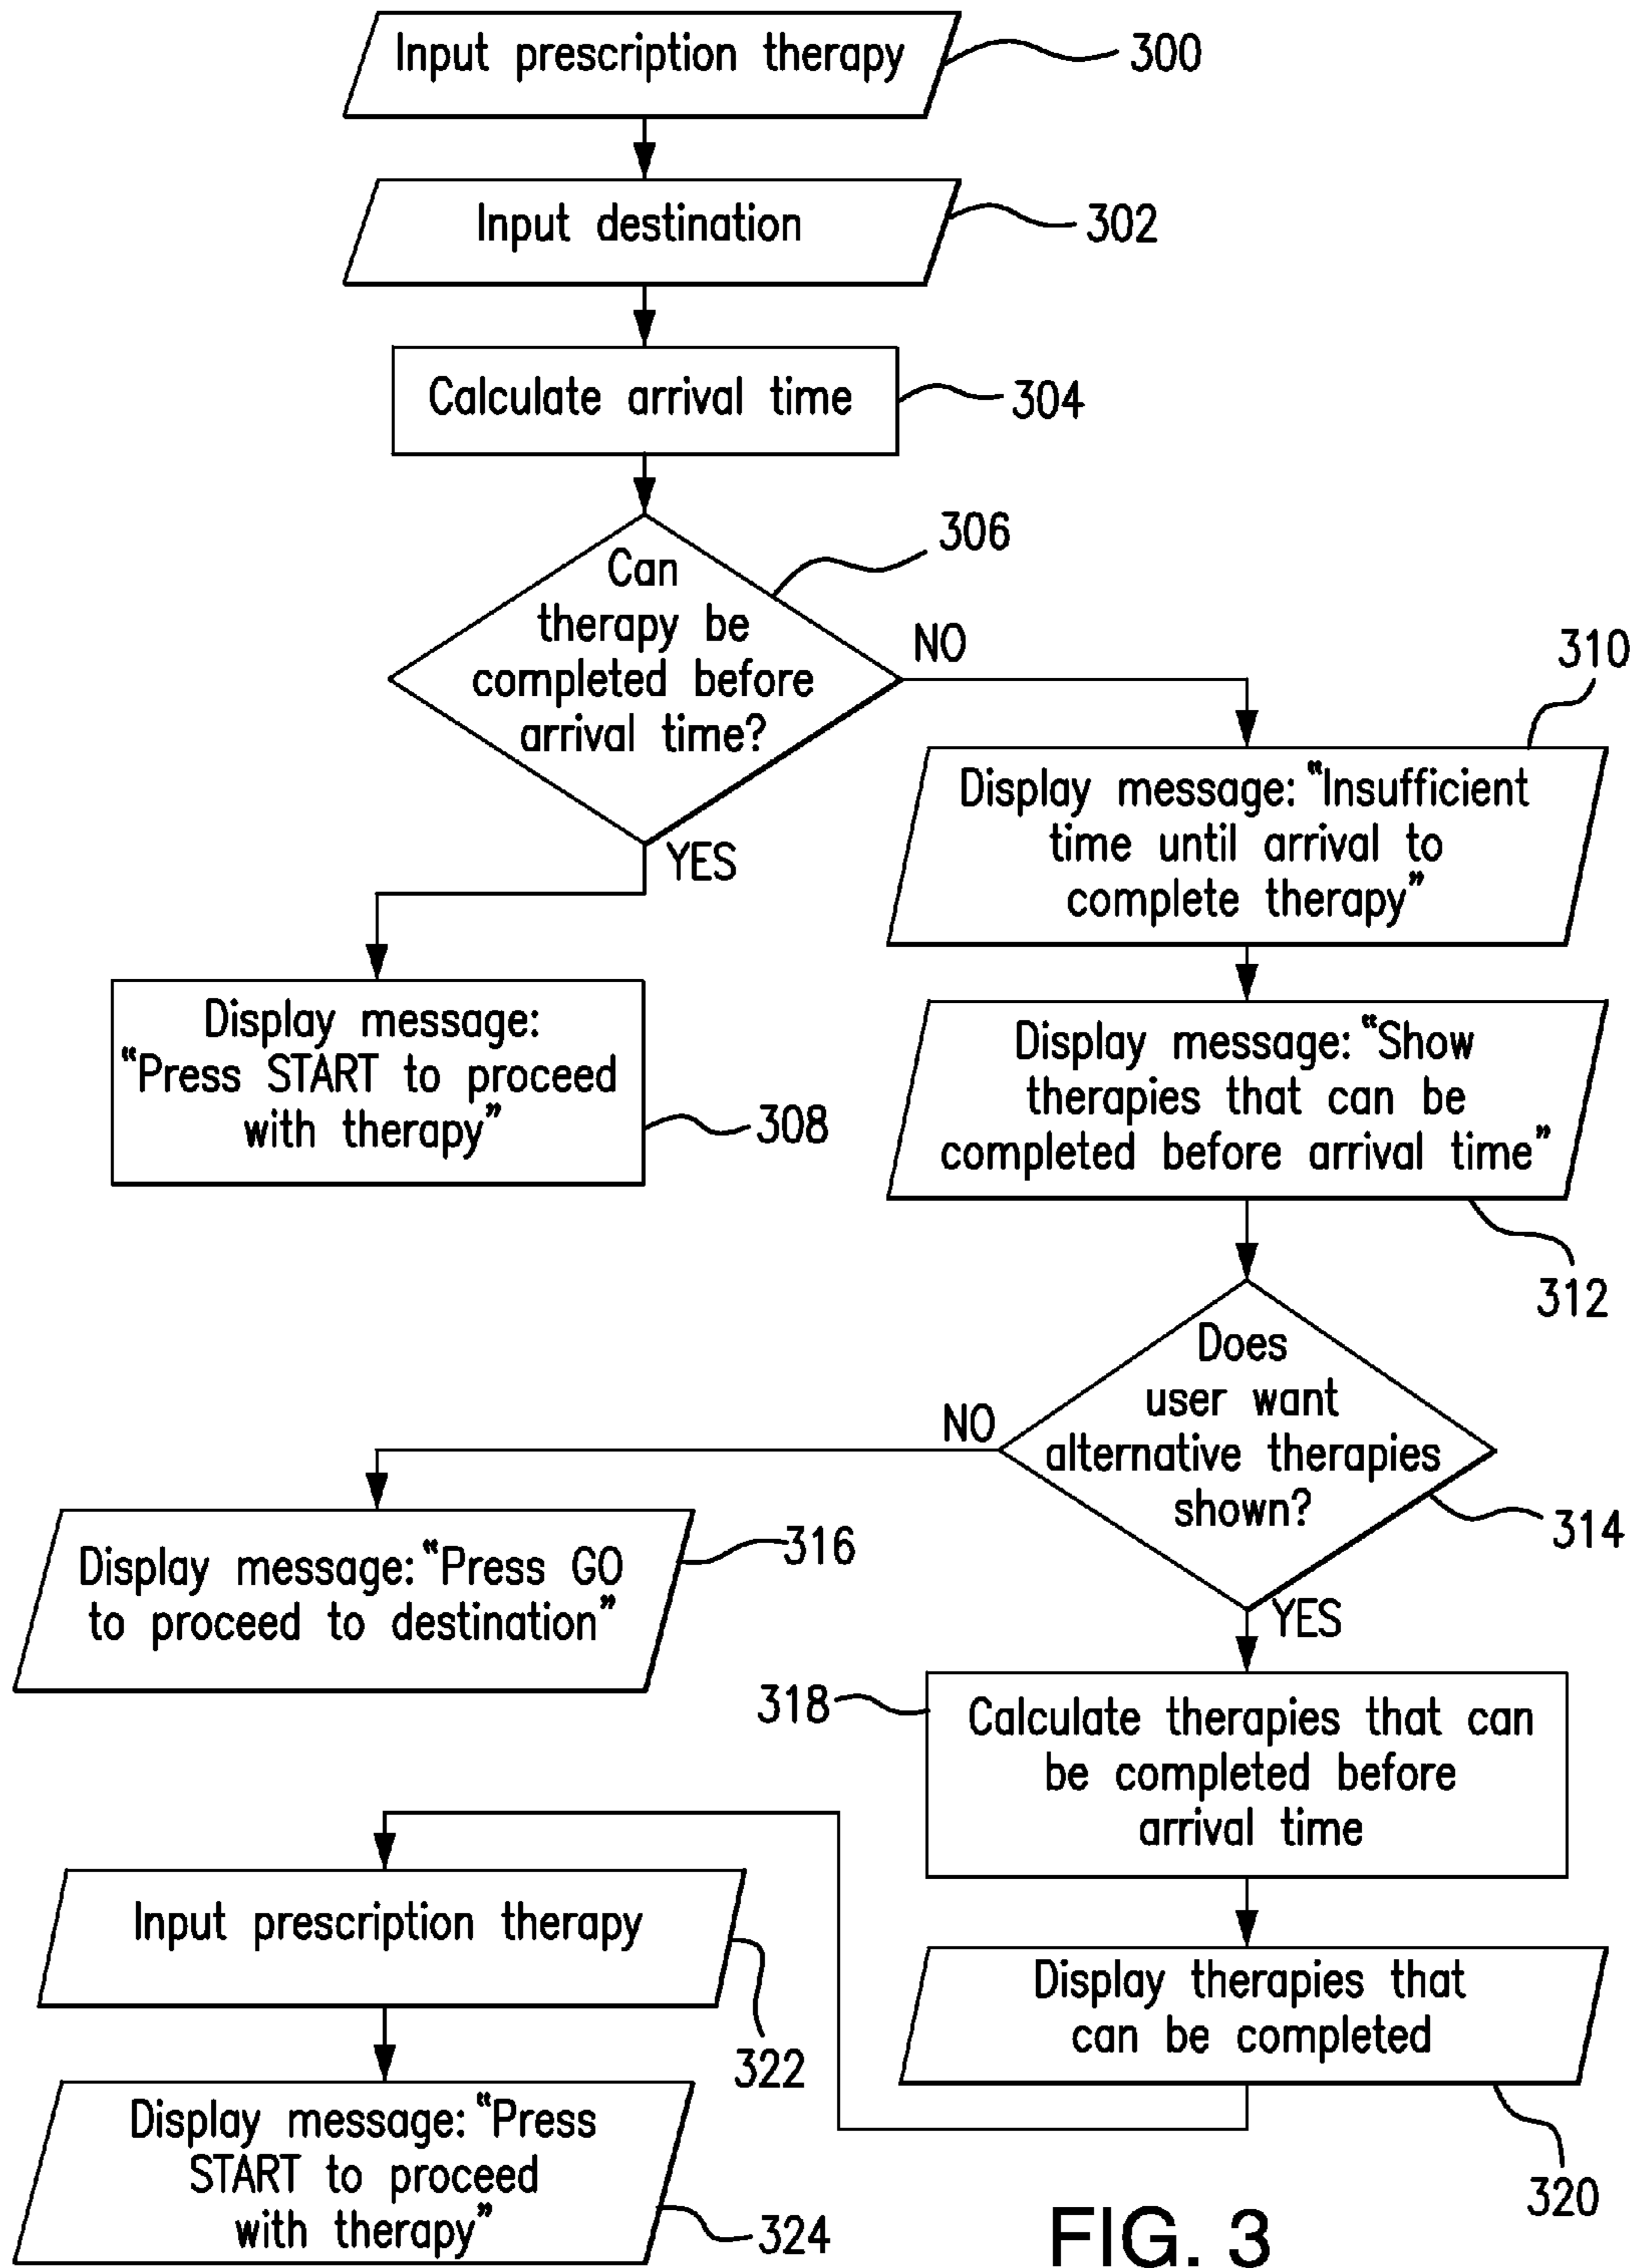 Input prescription therapy
300
Input destination
302
Calculate arrival time
304
306
Can
therapy be
completed before
arrival time?
NO
YES
310
Display message: “Insufficient
time until arrival to
complete therapy”
Display message:
“Press START to proceed
with therapy”
308
Display message: “Show
therapies that can be
completed before arrival time”
312
Does
user want
alternative therapies
shown?
314
NO
YES
Display message: “Press GO
to proceed to destination”
316
318
Calculate therapies that can
be completed before
arrival time
Display therapies that
can be completed
320
Input prescription therapy
322
Display message: “Press
START to proceed
with therapy”
324
FIG. 3